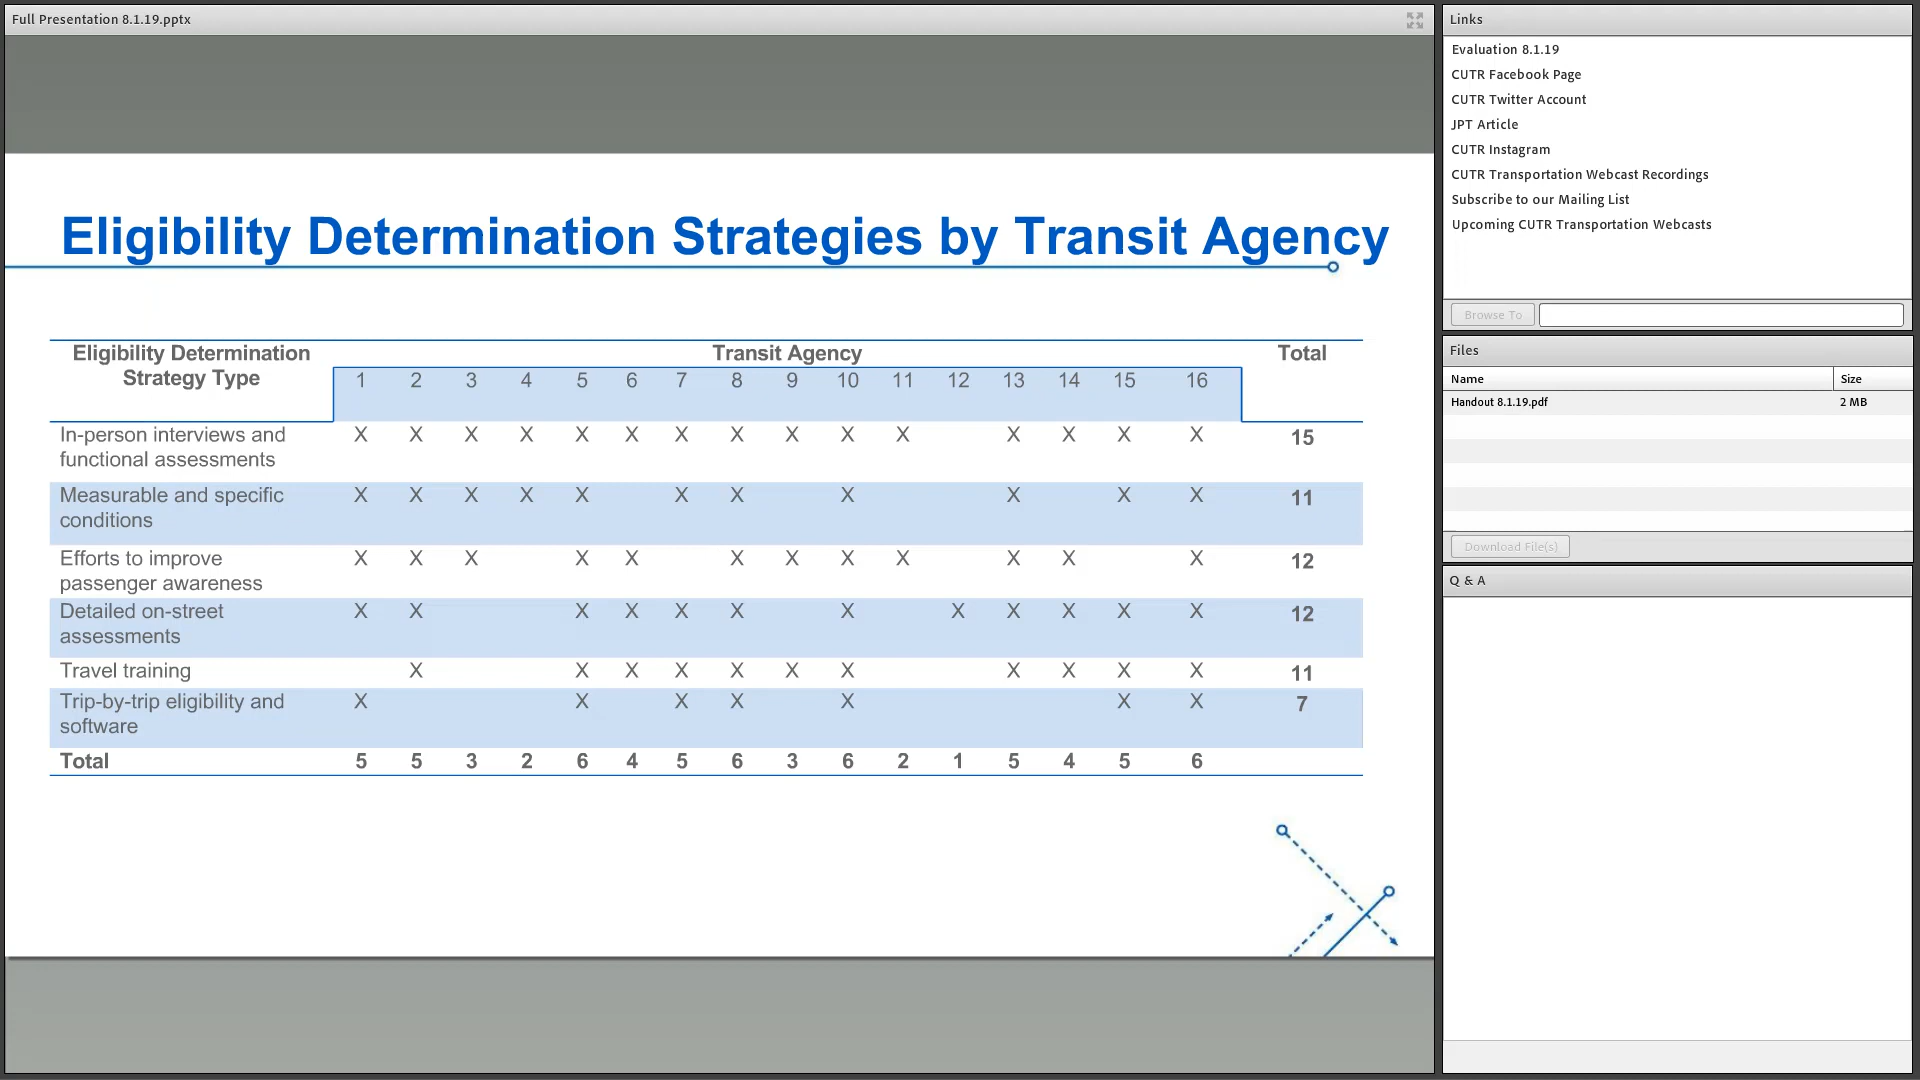 Full Presentation 8.1.19.pptx
Eligibility Determination Strategies by Transit Agency
Eligibility Determination Transit Agency Total
Strategy Type 1 2 3 4 5 6 7 8 9 10 11 12 13 14 15 16
In-person interviews and X X X X X X X X X X X X X X X 15
functional assessments
Measurable and specific X X X X X X X X X X X 11
conditions
Efforts to improve X X X X X X X X X X X X 12
passenger awareness
Detailed on-street X X X X X X X X X X X X 12
assessments
Travel training X X X X X X X X X X X 11
Trip-by-trip eligibility and X X X X X X X 7
software
Total 5 5 3 2 6 4 5 6 3 6 2 1 5 4 5 6
Links
Evaluation 8.1.19
CUTR Facebook Page
CUTR Twitter Account
JPT Article
CUTR Instagram
CUTR Transportation Webcast Recordings
Subscribe to our Mailing List
Upcoming CUTR Transportation Webcasts
Browse To
Files
Name Size
Handout 8.1.19.pdf 2 MB
Download File(s)
Q & A